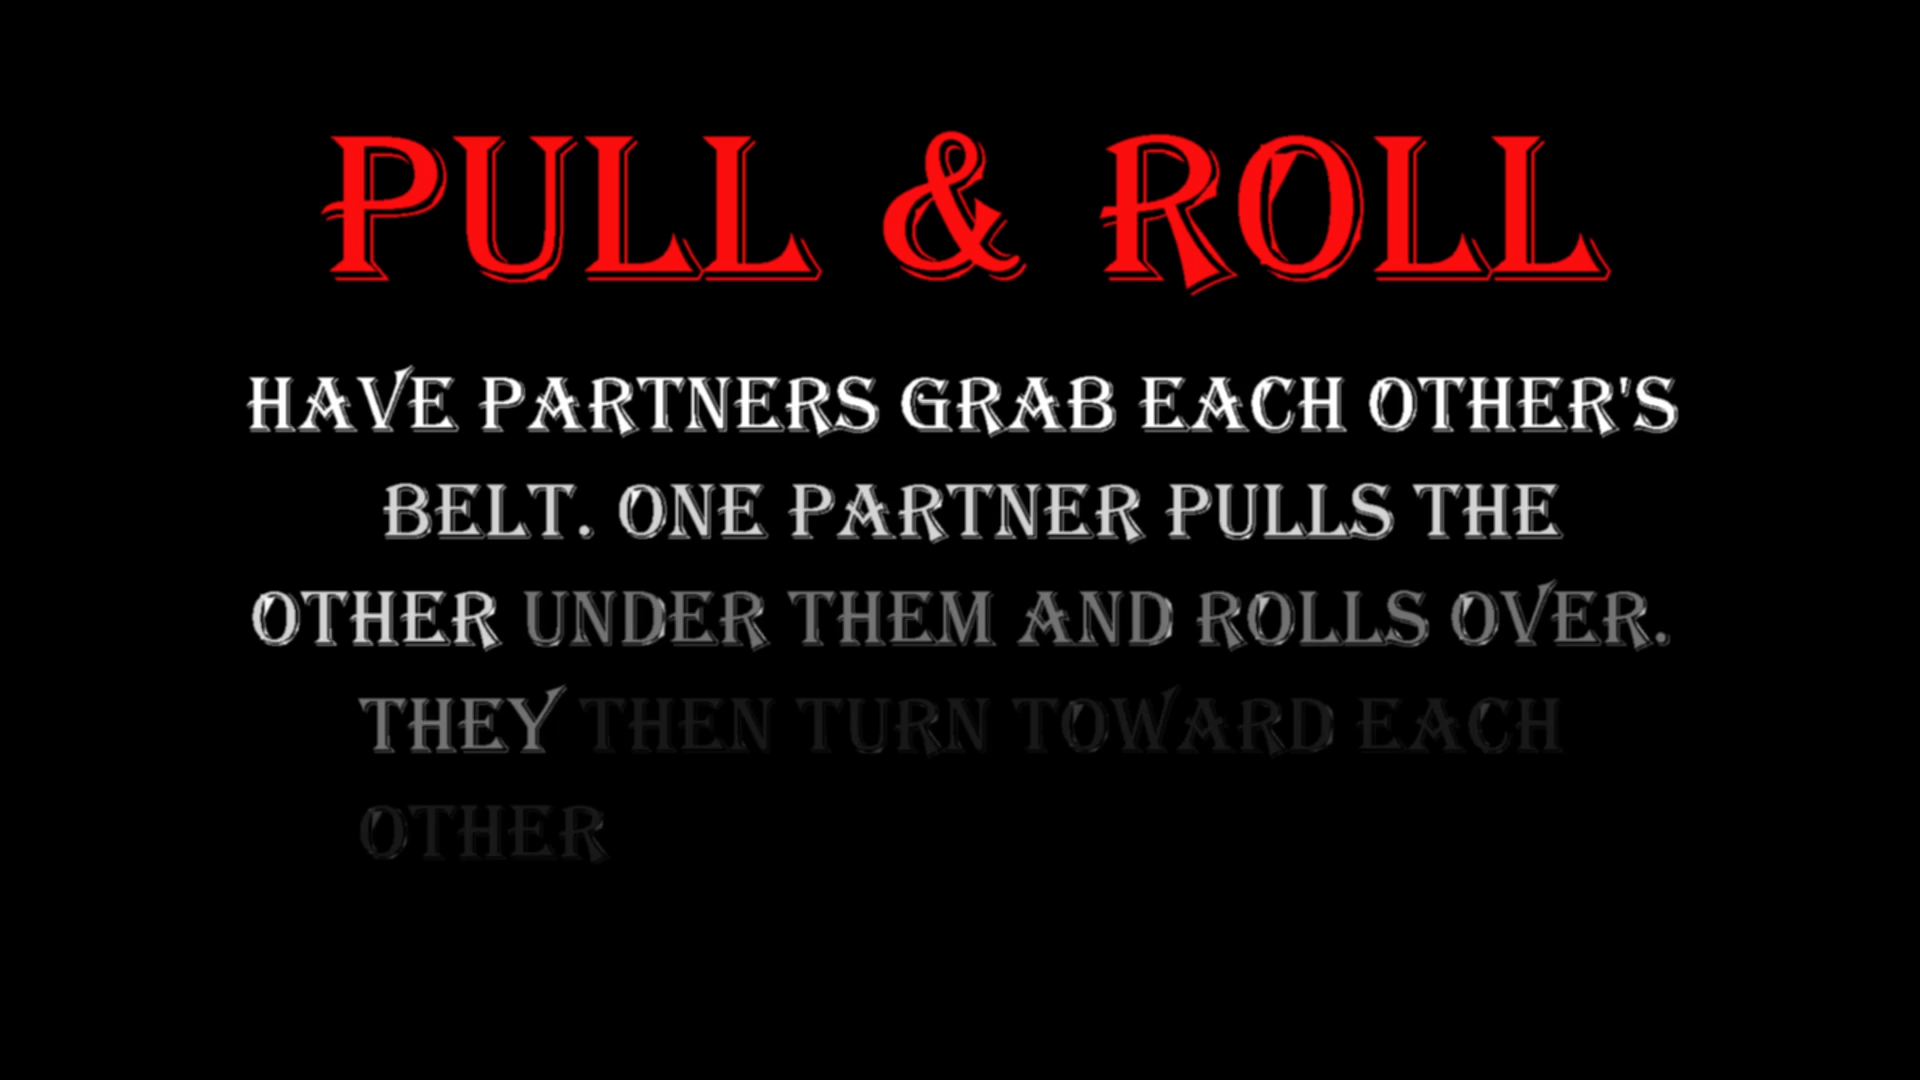 PULL & ROLL
HAVE PARTNERS GRAB EACH OTHER'S
BELT. ONE PARTNER PULLS THE
OTHER UNDER THEM AND ROLLS OVER.
THEY THEN TURN TOWARD EACH
OTHER